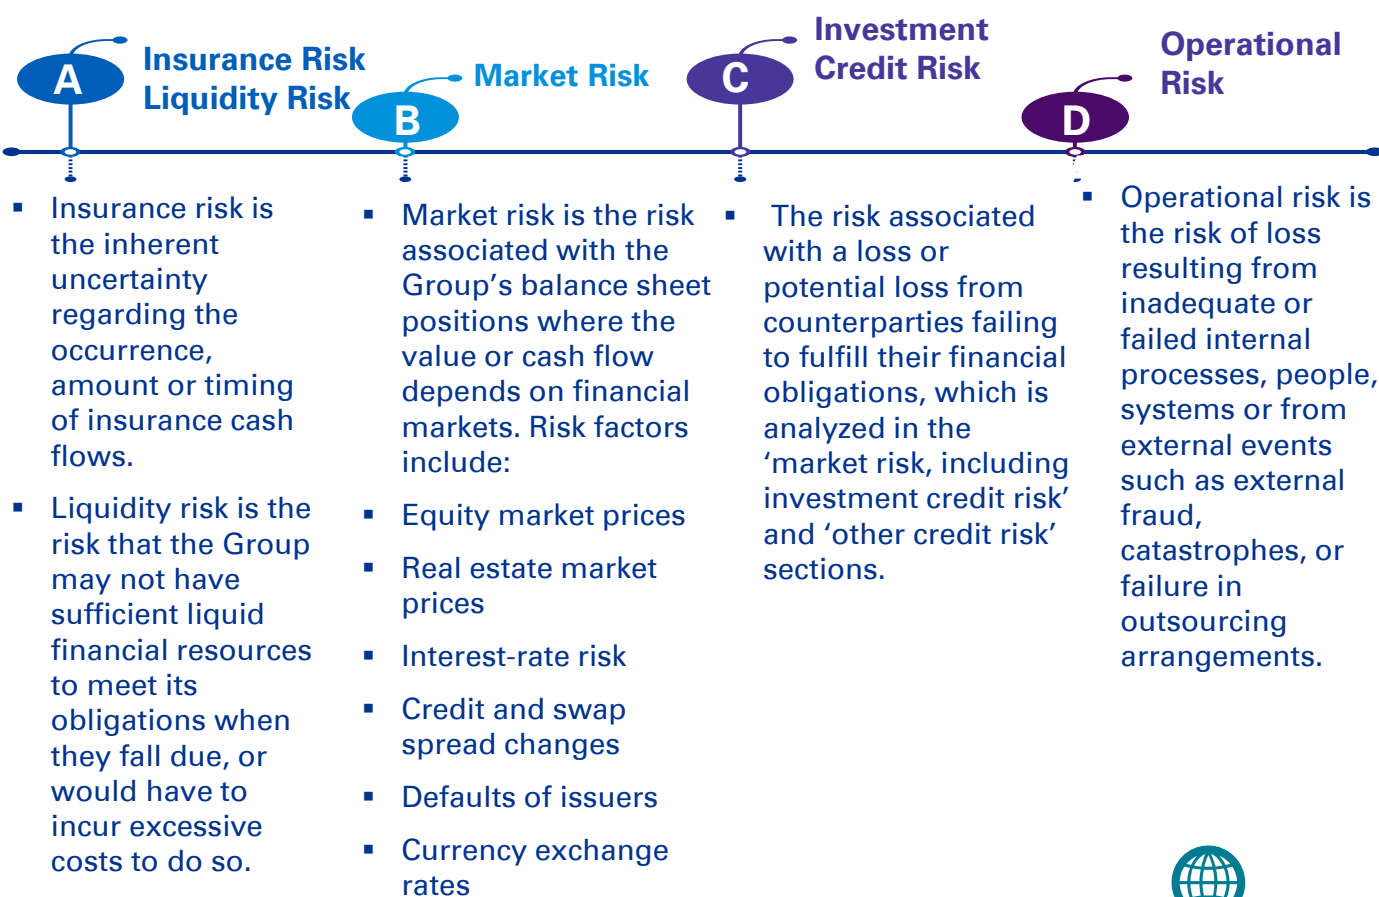 A
Insurance Risk
Liquidity Risk
▪ Insurance risk is
the inherent
uncertainty
regarding the
occurrence,
amount or timing
of insurance cash
flows.
▪ Liquidity risk is the
risk that the Group
may not have
sufficient liquid
financial resources
to meet its
obligations when
they fall due, or
would have to
incur excessive
costs to do so.
B
Market Risk
▪ Market risk is the risk
associated with the
Group’s balance sheet
positions where the
value or cash flow
depends on financial
markets. Risk factors
include:
▪ Equity market prices
▪ Real estate market
prices
▪ Interest-rate risk
▪ Credit and swap
spread changes
▪ Defaults of issuers
▪ Currency exchange
rates
C
Investment
Credit Risk
▪ The risk associated
with a loss or
potential loss from
counterparties failing
to fulfill their financial
obligations, which is
analyzed in the
‘market risk, including
investment credit risk’
and ‘other credit risk’
sections.
D
Operational
Risk
▪ Operational risk is
the risk of loss
resulting from
inadequate or
failed internal
processes, people,
systems or from
external events
such as external
fraud,
catastrophes, or
failure in
outsourcing
arrangements.